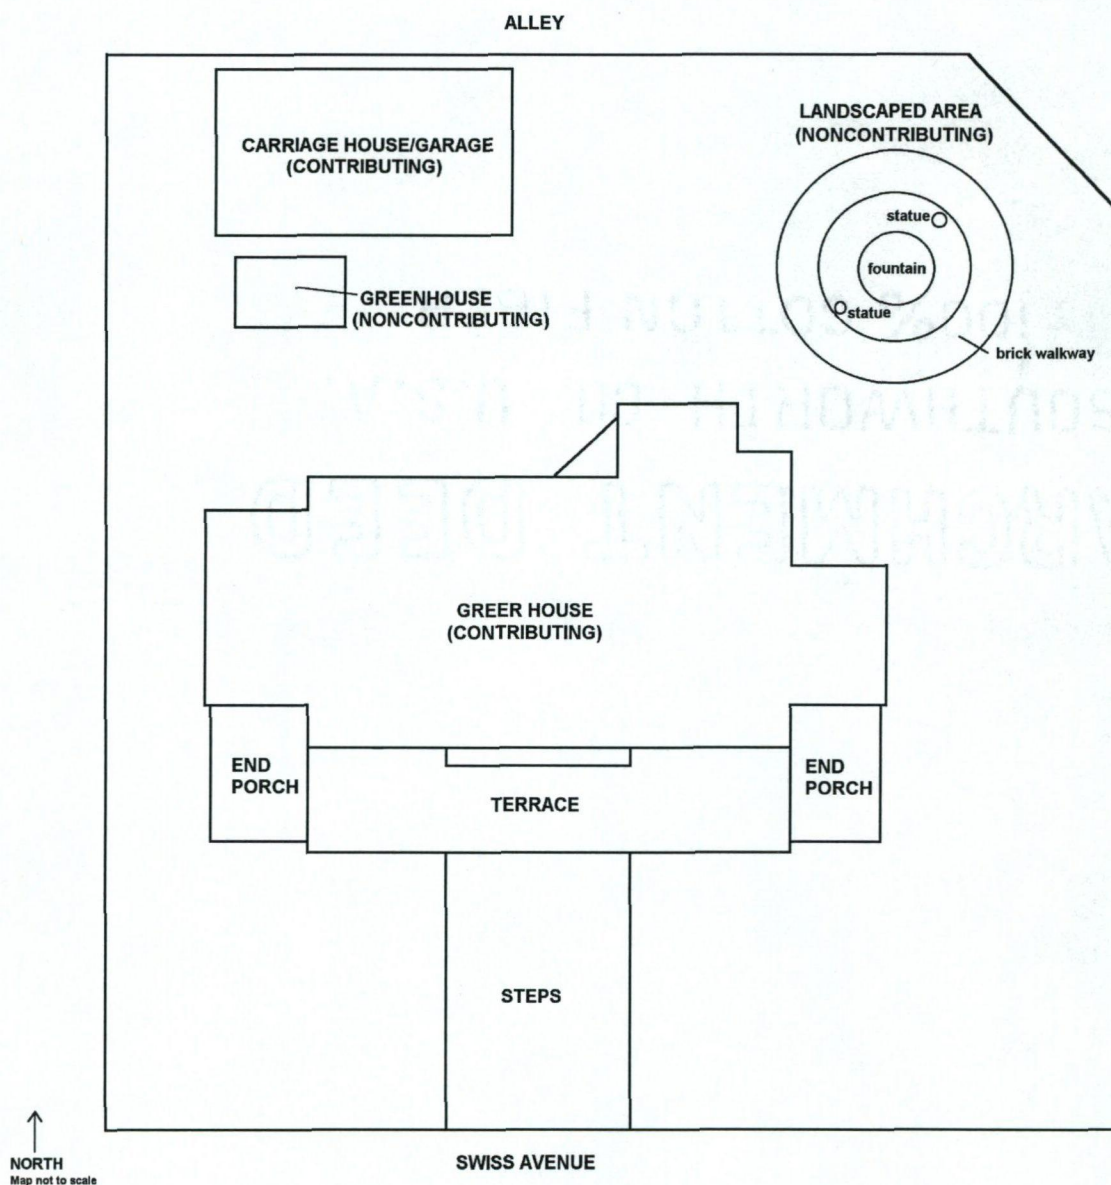 ALLEY
CARRIAGE HOUSE/GARAGE
(CONTRIBUTING)
LANDSCAPED AREA
(NONCONTRIBUTING)
statue
fountain
statue
brick walkway
GREENHOUSE
(NONCONTRIBUTING)
GREER HOUSE
(CONTRIBUTING)
END
PORCH
TERRACE
END
PORCH
STEPS
NORTH
Map not to scale
SWISS AVENUE